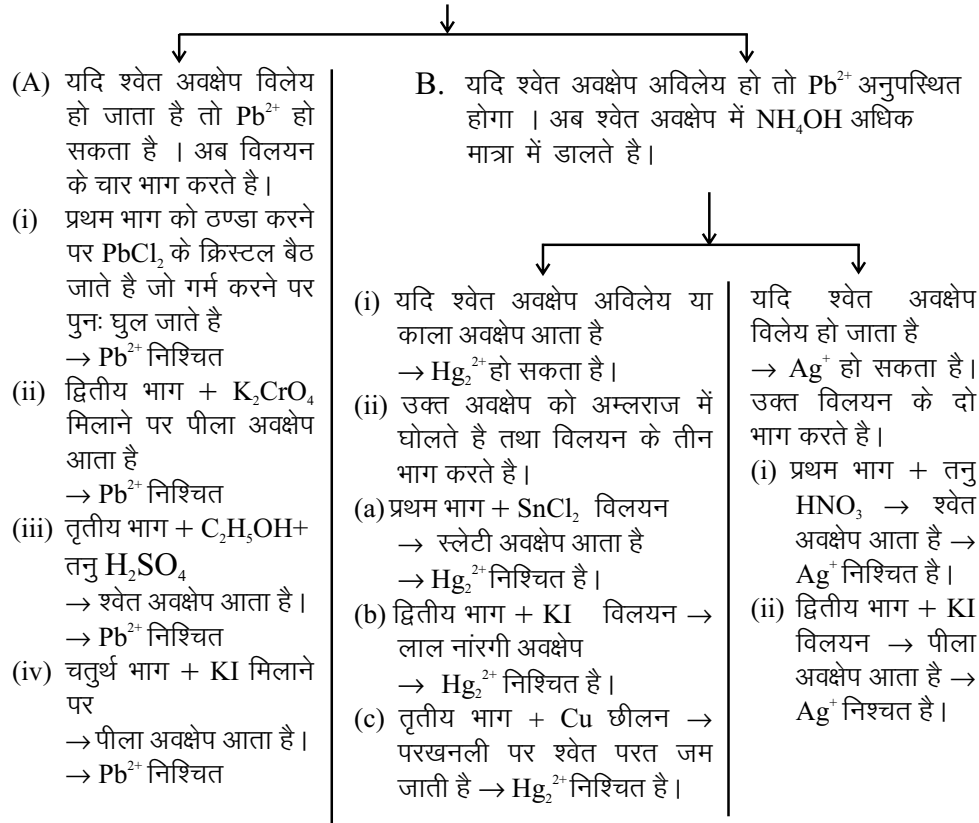 (A) यदि श्वेत अवक्षेप विलेय
हो जाता है तो Pb²⁺ हो
सकता है । अब विलयन
के चार भाग करते है।
(i) प्रथम भाग को ठण्डा करने
पर PbCl₂ के क्रिस्टल बैठ
जाते है जो गर्म करने पर
पुनः घुल जाते है
→ Pb²⁺ निश्चित
(ii) द्वितीय भाग + K₂CrO₄
मिलाने पर पीला अवक्षेप
आता है
→ Pb²⁺ निश्चित
(iii) तृतीय भाग + C₂H₅OH+
तनु H₂SO₄
→ श्वेत अवक्षेप आता है।
→ Pb²⁺ निश्चित
(iv) चतुर्थ भाग + KI मिलाने
पर
→ पीला अवक्षेप आता है।
→ Pb²⁺ निश्चित
B. यदि श्वेत अवक्षेप अविलेय हो तो Pb²⁺ अनुपस्थित
होगा । अब श्वेत अवक्षेप में NH₄OH अधिक
मात्रा में डालते है।
(i) यदि श्वेत अवक्षेप अविलेय या
काला अवक्षेप आता है
→ Hg₂²⁺ हो सकता है।
(ii) उक्त अवक्षेप को अम्लराज में
घोलते है तथा विलयन के तीन
भाग करते है।
(a) प्रथम भाग + SnCl₂ विलयन
→ स्लेटी अवक्षेप आता है
→ Hg₂²⁺ निश्चित है।
(b) द्वितीय भाग + KI विलयन →
लाल नांरगी अवक्षेप
→ Hg₂²⁺ निश्चित है।
(c) तृतीय भाग + Cu छीलन →
परखनली पर श्वेत परत जम
जाती है → Hg₂²⁺ निश्चित है।
यदि श्वेत अवक्षेप
विलेय हो जाता है
→ Ag⁺ हो सकता है।
उक्त विलयन के दो
भाग करते है।
(i) प्रथम भाग + तनु
HNO₃ → श्वेत
अवक्षेप आता है →
Ag⁺ निश्चित है।
(ii) द्वितीय भाग + KI
विलयन → पीला
अवक्षेप आता है →
Ag⁺ निश्चत है।